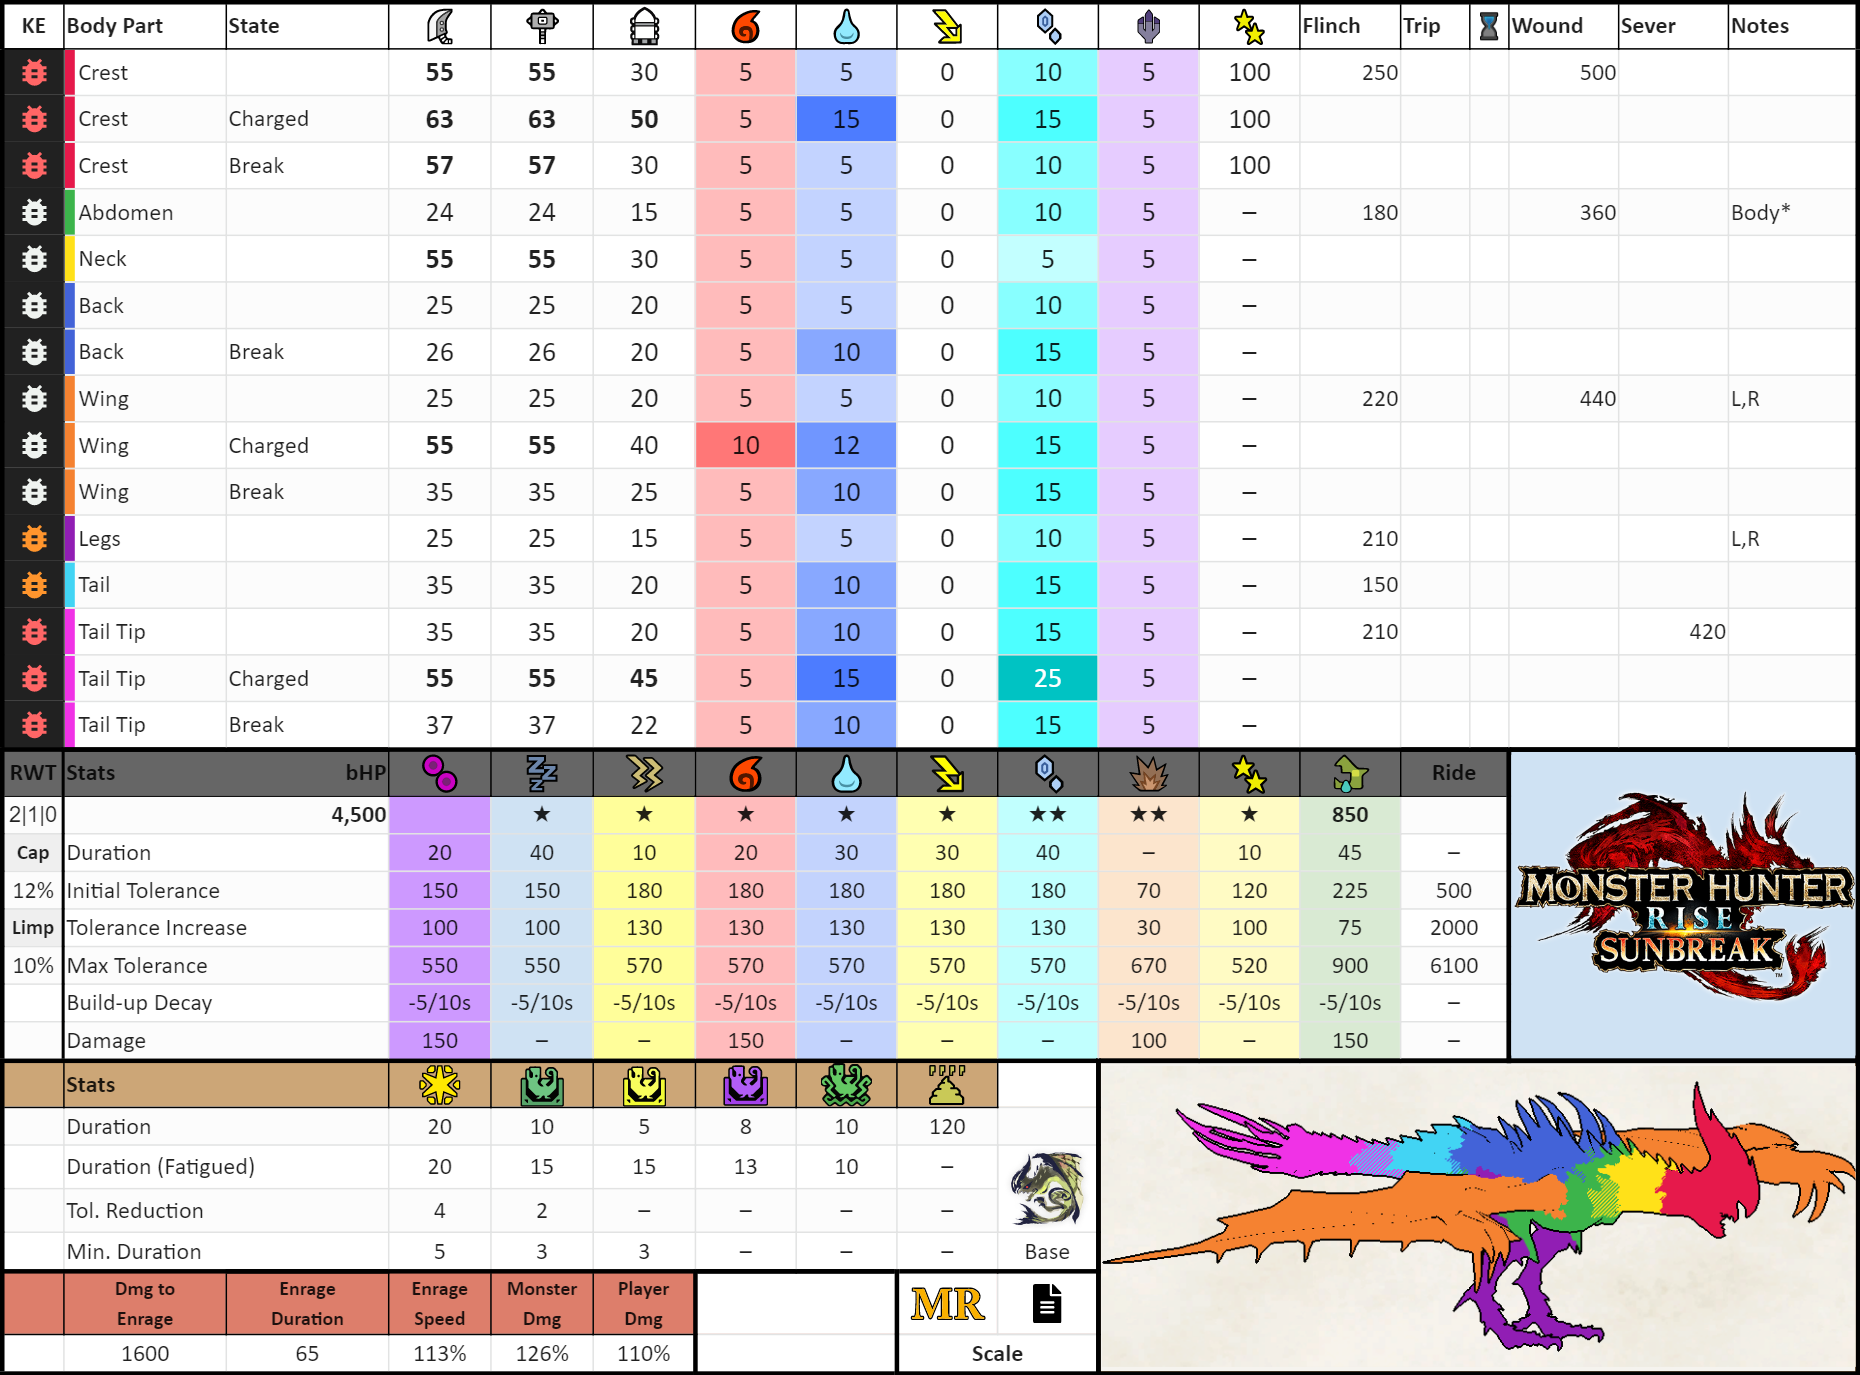 KE Body Part State Flinch Trip Wound Sever Notes
Crest 55 55 30 5 5 0 10 5 100 250 500
Crest Charged 63 63 50 5 15 0 15 5 100
Crest Break 57 57 30 5 5 0 10 5 100
Abdomen 24 24 15 5 5 0 10 5 – 180 360 Body*
Neck 55 55 30 5 5 0 5 5 –
Back 25 25 20 5 5 0 10 5 –
Back Break 26 26 20 5 10 0 15 5 –
Wing 25 25 20 5 5 0 10 5 – 220 440 L,R
Wing Charged 55 55 40 10 12 0 15 5 –
Wing Break 35 35 25 5 10 0 15 5 –
Legs 25 25 15 5 5 0 10 5 – 210 L,R
Tail 35 35 20 5 10 0 15 5 – 150
Tail Tip 35 35 20 5 10 0 15 5 – 210 420
Tail Tip Charged 55 55 45 5 15 0 25 5 –
Tail Tip Break 37 37 22 5 10 0 15 5 –
RWT Stats bHP Ride
2|1|0 4,500 ★ ★ ★ ★ ★ ★★ ★★ ★ 850
Cap Duration 20 40 10 20 30 30 40 – 10 45 –
12% Initial Tolerance 150 150 180 180 180 180 180 70 120 225 500
Limp Tolerance Increase 100 100 130 130 130 130 130 30 100 75 2000
10% Max Tolerance 550 550 570 570 570 570 570 670 520 900 6100
Build-up Decay -5/10s -5/10s -5/10s -5/10s -5/10s -5/10s -5/10s -5/10s -5/10s -5/10s –
Damage 150 – – 150 – – – 100 – 150 –
MONSTER HUNTER
RISE
SUNBREAK™
Stats
Duration 20 10 5 8 10 120
Duration (Fatigued) 20 15 15 13 10 –
Tol. Reduction 4 2 – – – –
Min. Duration 5 3 3 – – – Base
Dmg to Enrage Enrage Duration Enrage Speed Monster Dmg Player Dmg MR
1600 65 113% 126% 110% Scale